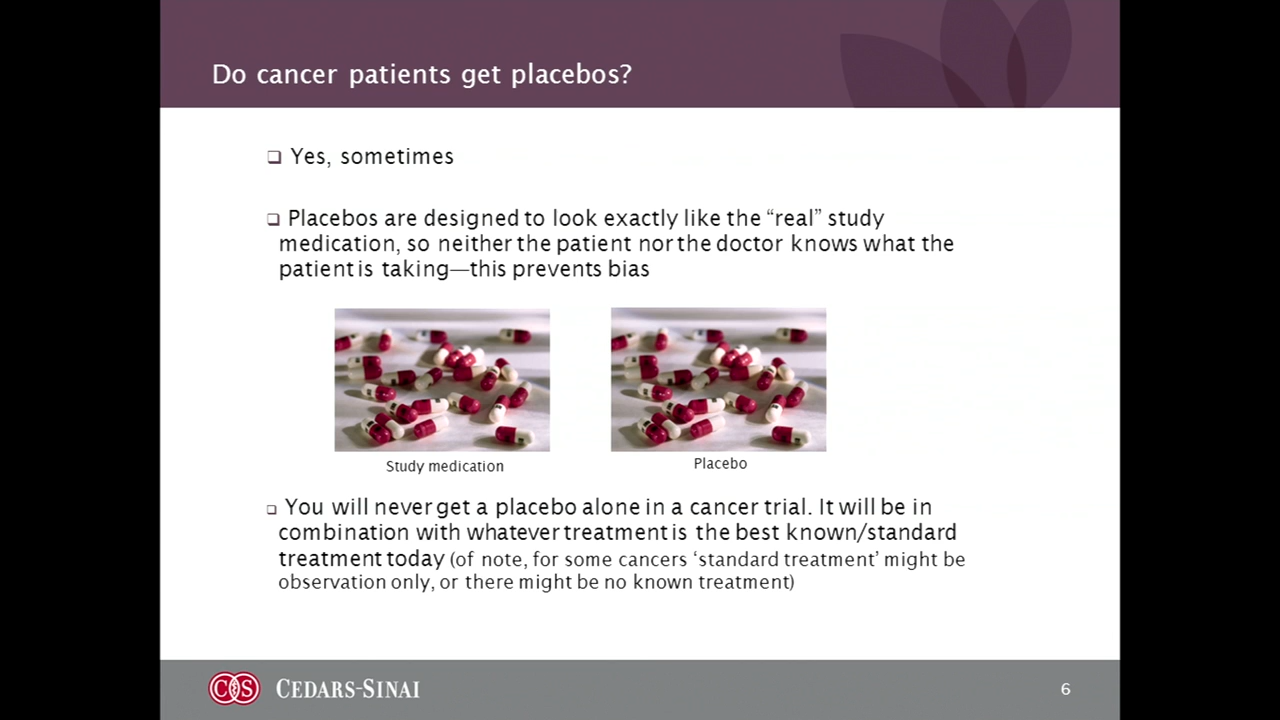 Do cancer patients get placebos?
Yes, sometimes
Placebos are designed to look exactly like the “real” study
medication, so neither the patient nor the doctor knows what the
patient is taking—this prevents bias
Study medication
Placebo
You will never get a placebo alone in a cancer trial. It will be in
combination with whatever treatment is the best known/standard
treatment today (of note, for some cancers ‘standard treatment’ might be
observation only, or there might be no known treatment)
CEDARS-SINAI
6